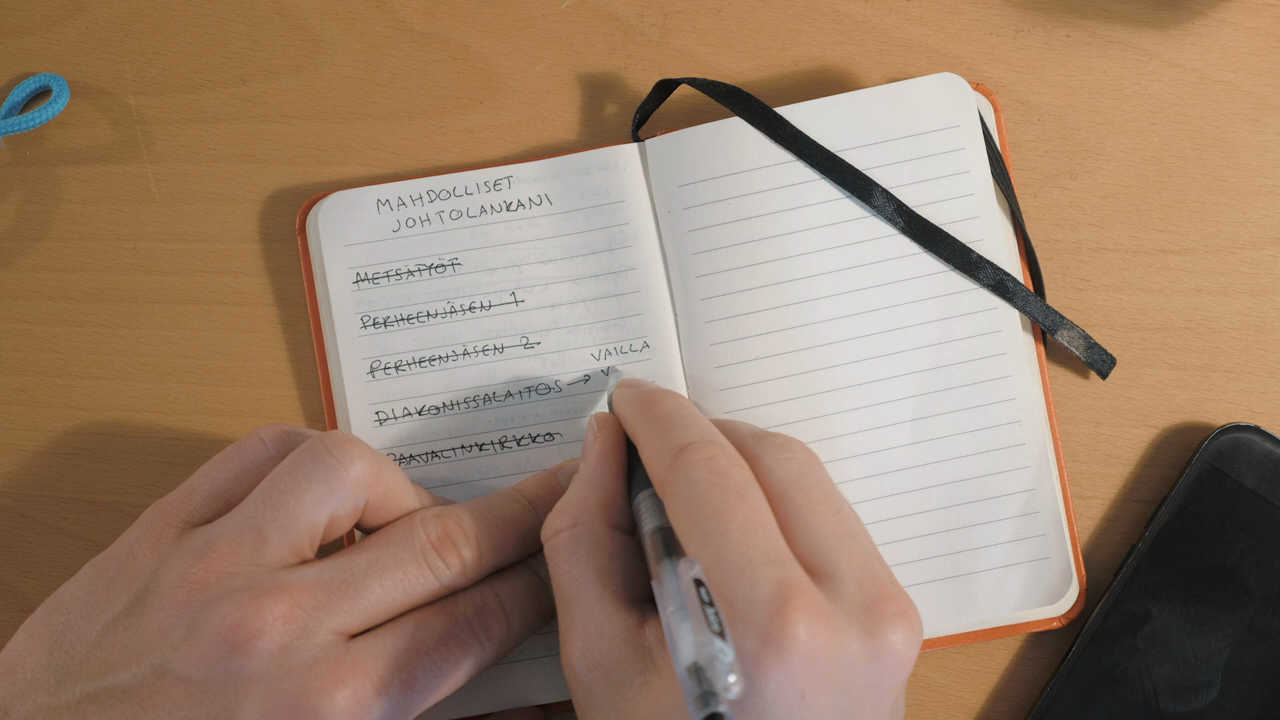 MAHDOLLISET
JOHTOLANKANI
METSÄTYÖT
PERHEENJÄSEN 1
PERHEENJÄSEN 2
VAILLA
DIAKONISSALAITOS → V
PAAVALINKIRKKO